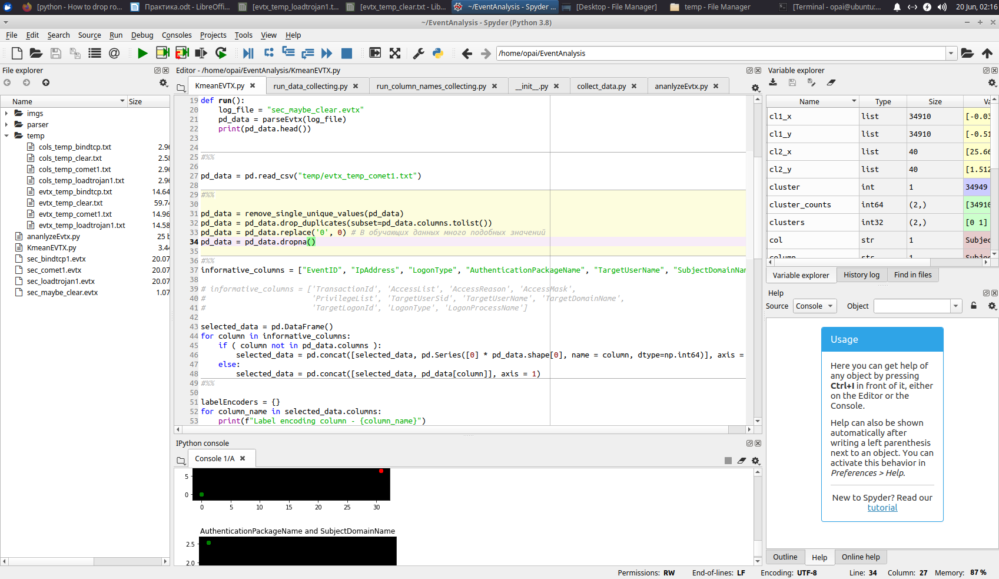 [python - How to drop ro...
Практика.odt - LibreOffi...
[evtx_temp_loadtrojan1.t...
[evtx_temp_clear.txt - Lib...
~/EventAnalysis - Spyder ...
[Desktop - File Manager]
temp - File Manager
[Terminal - opai@ubuntu:...
20 Jun, 02:16
~/EventAnalysis - Spyder (Python 3.8)
File Edit Search Source Run Debug Consoles Projects Tools View Help
/home/opai/EventAnalysis
File explorer
Name Size
imgs
parser
temp
cols_temp_bindtcp.txt 2.96
cols_temp_clear.txt 2.58
cols_temp_comet1.txt 2.96
cols_temp_loadtrojan1.txt 2.96
evtx_temp_bindtcp.txt 14.64
evtx_temp_clear.txt 59.74
evtx_temp_comet1.txt 14.96
evtx_temp_loadtrojan1.txt 14.58
ananlyzeEvtx.py 25 b
KmeanEVTX.py 3.44
sec_bindtcp1.evtx 20.07
sec_comet1.evtx 20.07
sec_loadtrojan1.evtx 20.07
sec_maybe_clear.evtx 1.07
Editor - /home/opai/EventAnalysis/KmeanEVTX.py
KmeanEVTX.py run_data_collecting.py run_column_names_collecting.py __init__.py collect_data.py ananlyzeEvtx.py
19 def run():
20 log_file = "sec_maybe_clear.evtx"
21 pd_data = parseEvtx(log_file)
22 print(pd_data.head())
23
24
25 #%%
26
27 pd_data = pd.read_csv("temp/evtx_temp_comet1.txt")
28
29 #%%
30
31 pd_data = remove_single_unique_values(pd_data)
32 pd_data = pd_data.drop_duplicates(subset=pd_data.columns.tolist())
33 pd_data = pd_data.replace('0', 0) # В обучающих данных много подобных значений
34 pd_data = pd_data.dropna()
35
36 #%%
37 informative_columns = ["EventID", "IpAddress", "LogonType", "AuthenticationPackageName", "TargetUserName", "SubjectDomainNam
38
39 # informative_columns = ['TransactionId', 'AccessList', 'AccessReason', 'AccessMask',
40 # 'PrivilegeList', 'TargetUserSid', 'TargetUserName', 'TargetDomainName',
41 # 'TargetLogonId', 'LogonType', 'LogonProcessName']
42
43 selected_data = pd.DataFrame()
44 for column in informative_columns:
45 if ( column not in pd_data.columns ):
46 selected_data = pd.concat([selected_data, pd.Series([0] * pd_data.shape[0], name = column, dtype=np.int64)], axis =
47 else:
48 selected_data = pd.concat([selected_data, pd_data[column]], axis = 1)
49 #%%
50
51 labelEncoders = {}
52 for column_name in selected_data.columns:
53 print(f"Label encoding column - {column_name}")
IPython console
Console 1/A
5
0
0 5 10 15 20 25 30
AuthenticationPackageName and SubjectDomainName
2.5
2.0
Variable explorer
Name Type Size Va
cl1_x list 34910 [-0.03
cl1_y list 34910 [-0.51
cl2_x list 40 [25.66
cl2_y list 40 [1.512
cluster int 1 34949
cluster_counts int64 (2,) [34910
clusters int32 (2,) [0 1]
col str 1 Subjec
column str 1 Subjec
Variable explorer History log Find in files
Help
Source Console Object
Usage
Here you can get help of
any object by pressing
Ctrl+I in front of it, either
on the Editor or the
Console.
Help can also be shown
automatically after
writing a left parenthesis
next to an object. You can
activate this behavior in
Preferences > Help.
New to Spyder? Read our
tutorial
Outline Help Online help
Permissions: RW End-of-lines: LF Encoding: UTF-8 Line: 34 Column: 27 Memory: 87 %